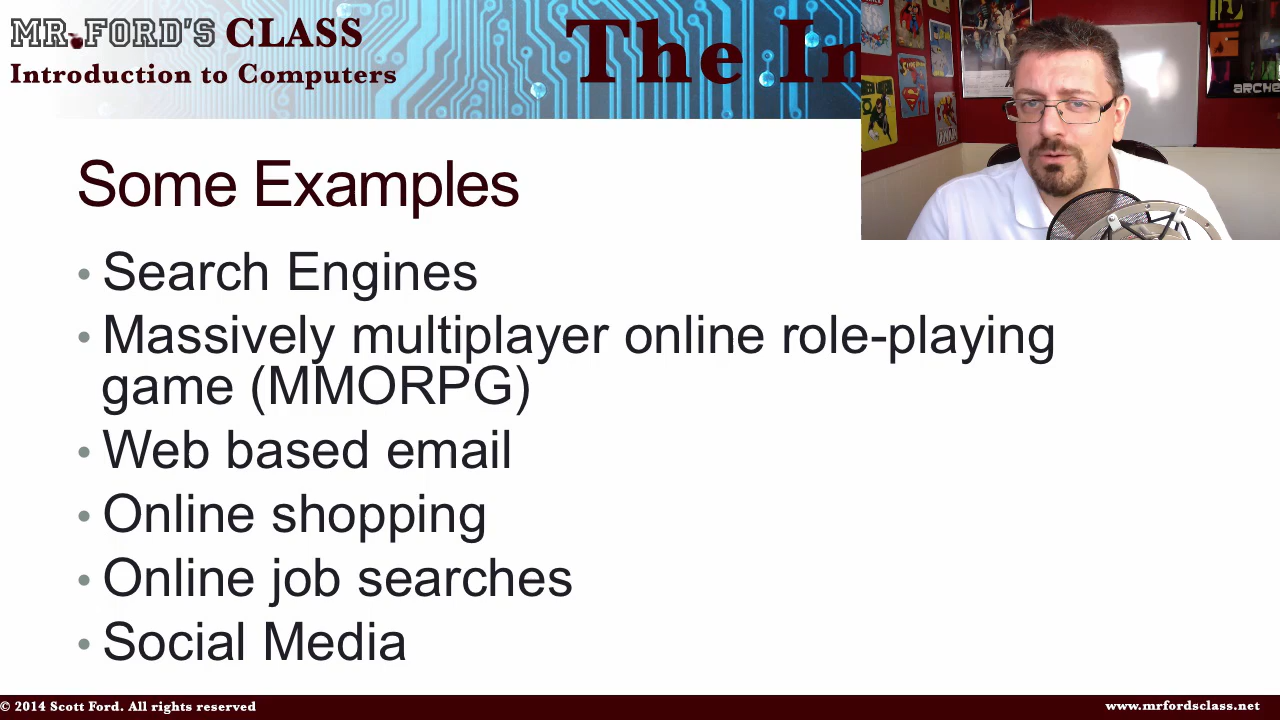 MR. FORD'S CLASS
Introduction to Computers
The In
ARCHE
Some Examples
• Search Engines
• Massively multiplayer online role-playing
game (MMORPG)
• Web based email
• Online shopping
• Online job searches
• Social Media
© 2014 Scott Ford. All rights reserved
www.mrfordsclass.net